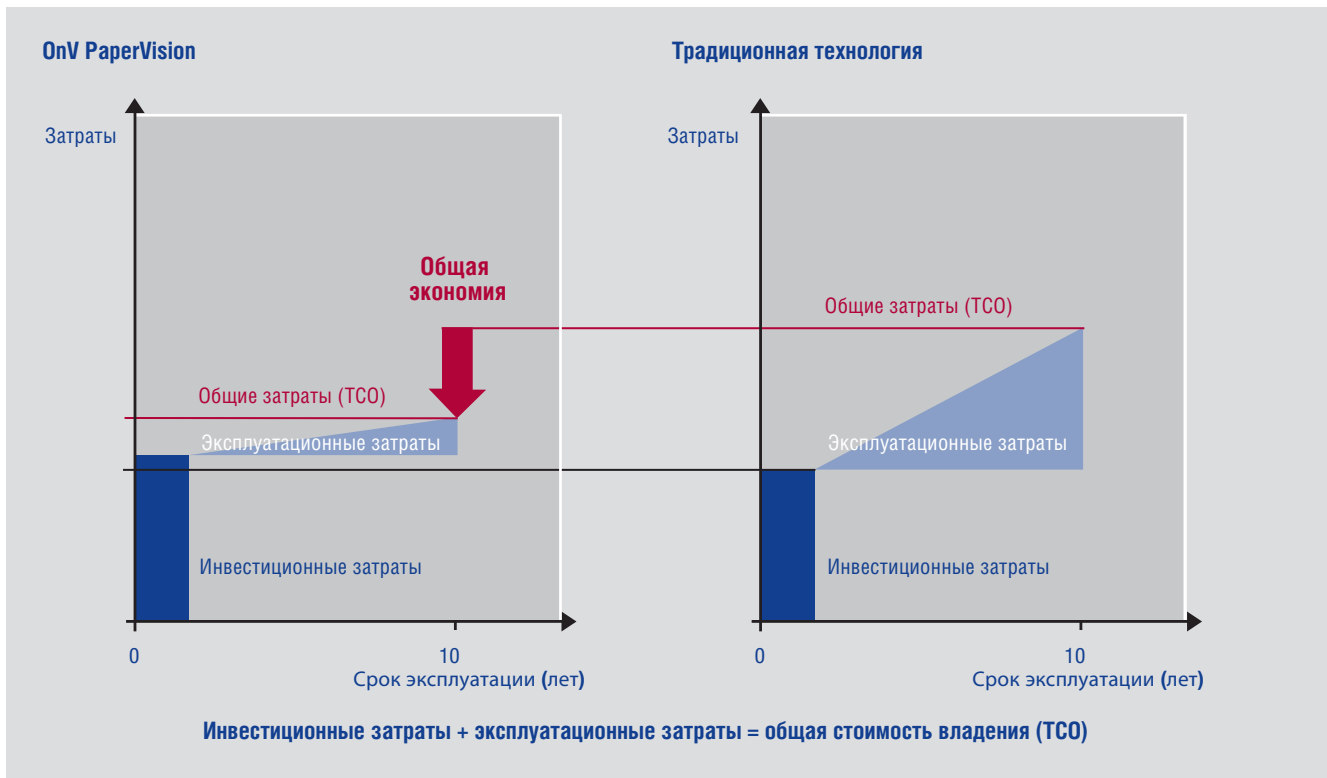 OnV PaperVision
Затраты
Общая
экономия
Общие затраты (TCO)
Эксплуатационные затраты
Инвестиционные затраты
0
10
Срок эксплуатации (лет)
Традиционная технология
Затраты
Общие затраты (TCO)
Эксплуатационные затраты
Инвестиционные затраты
0
10
Срок эксплуатации (лет)
Инвестиционные затраты + эксплуатационные затраты = общая стоимость владения (TCO)